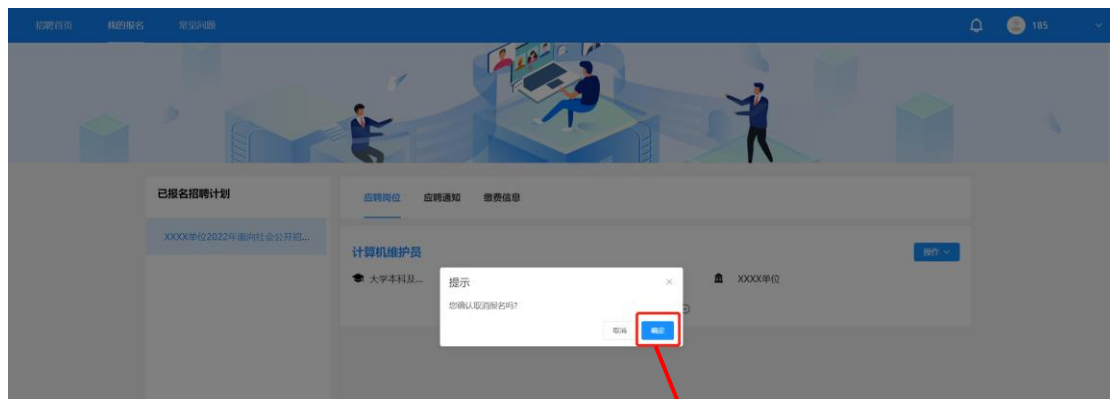 招聘首页 我的报名 常见问题 185
已报名招聘计划
应聘岗位 应聘通知 缴费信息
XXXX单位2022年面向社会公开招...
计算机维护员 操作
大学本科及... XXXX单位
提示
您确认取消报名吗?
取消 确定